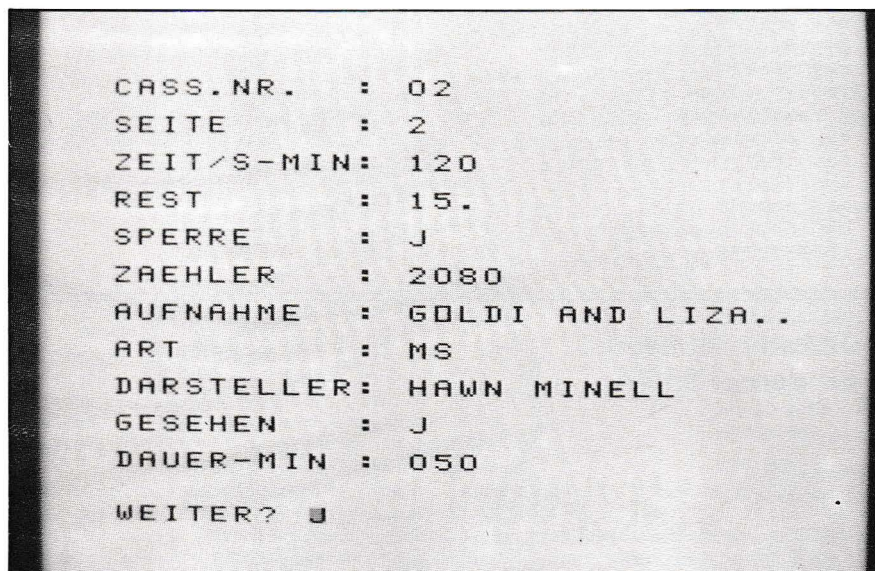 CASS.NR. : 02
SEITE : 2
ZEIT/S-MIN: 120
REST : 15.
SPERRE : J
ZAEHLER : 2080
AUFNAHME : GOLDI AND LIZA..
ART : MS
DARSTELLER: HAWN MINELL
GESEHEN : J
DAUER-MIN : 050
WEITER? J